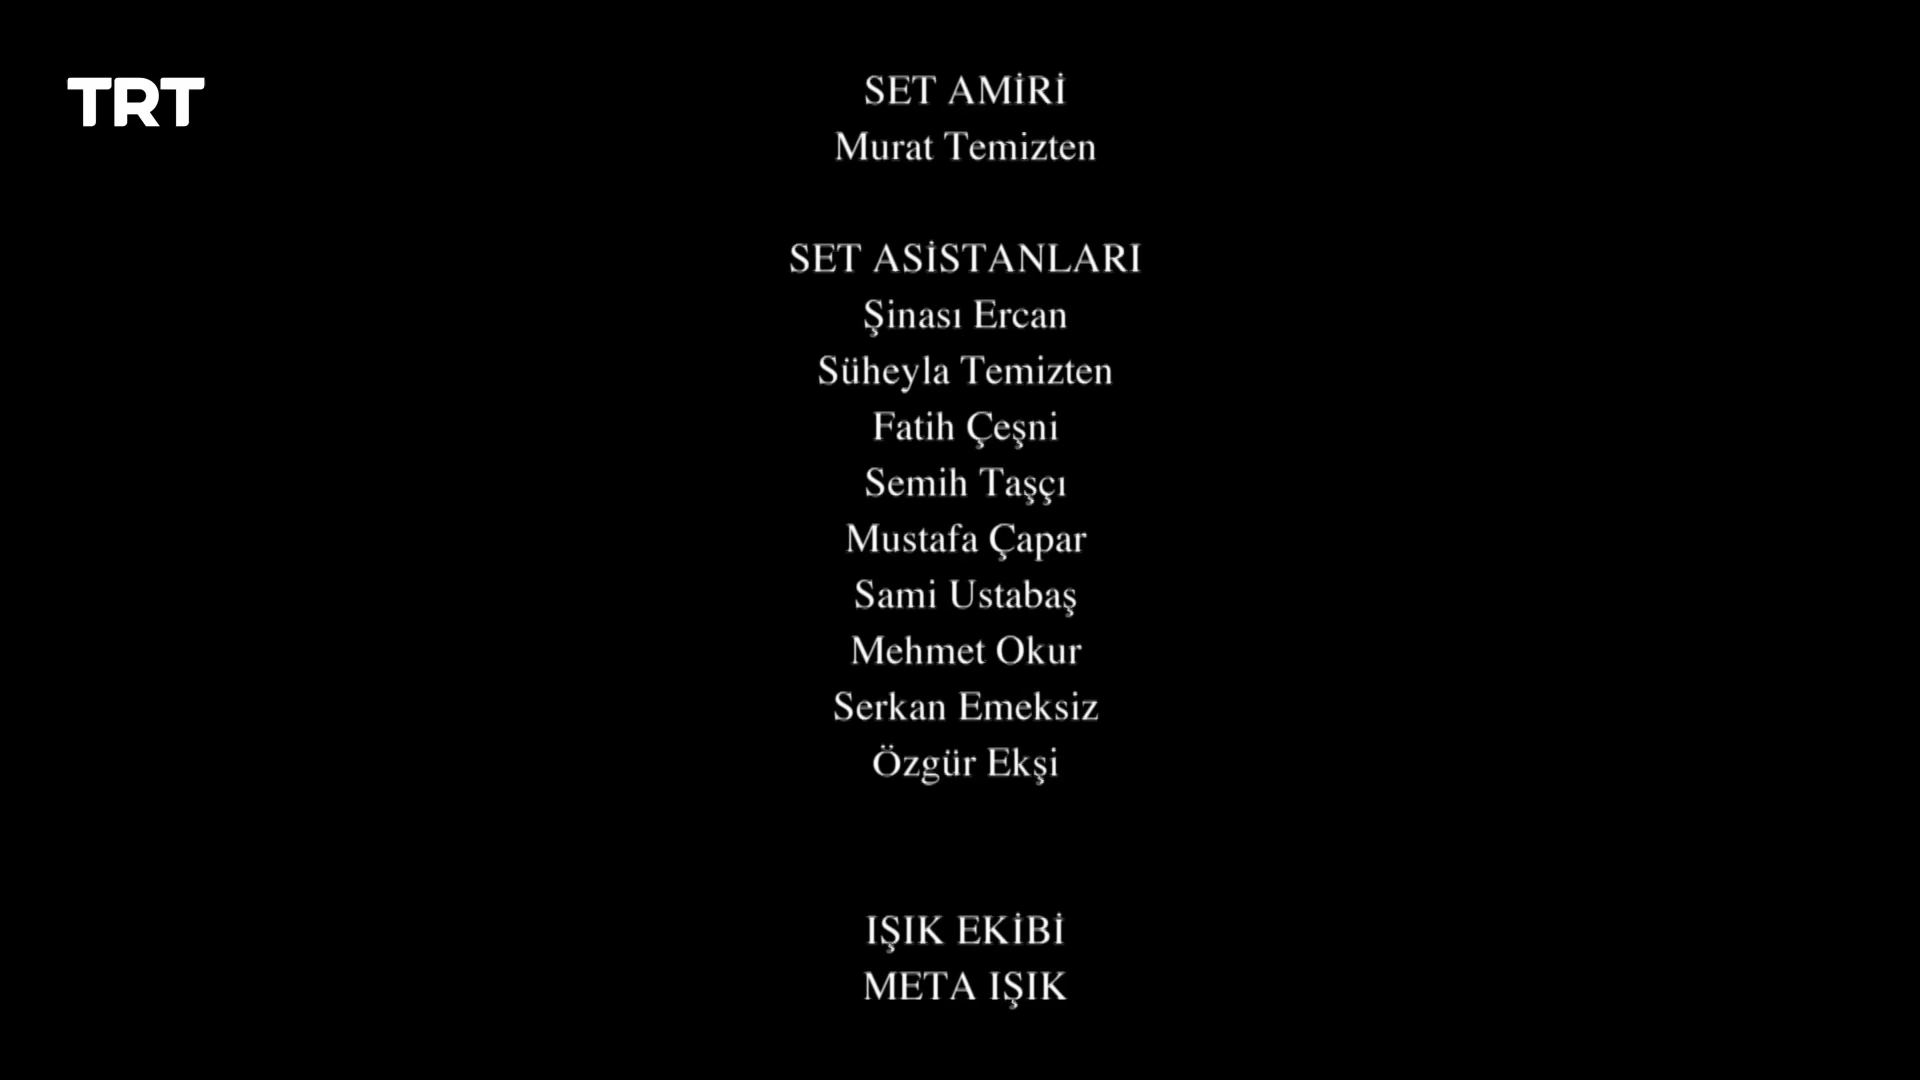 TRT
SET AMİRİ
Murat Temizten
SET ASİSTANLARI
Şinası Ercan
Süheyla Temizten
Fatih Çeşni
Semih Taşçı
Mustafa Çapar
Sami Ustabaş
Mehmet Okur
Serkan Emeksiz
Özgür Ekşi
IŞIK EKİBİ
META IŞIK